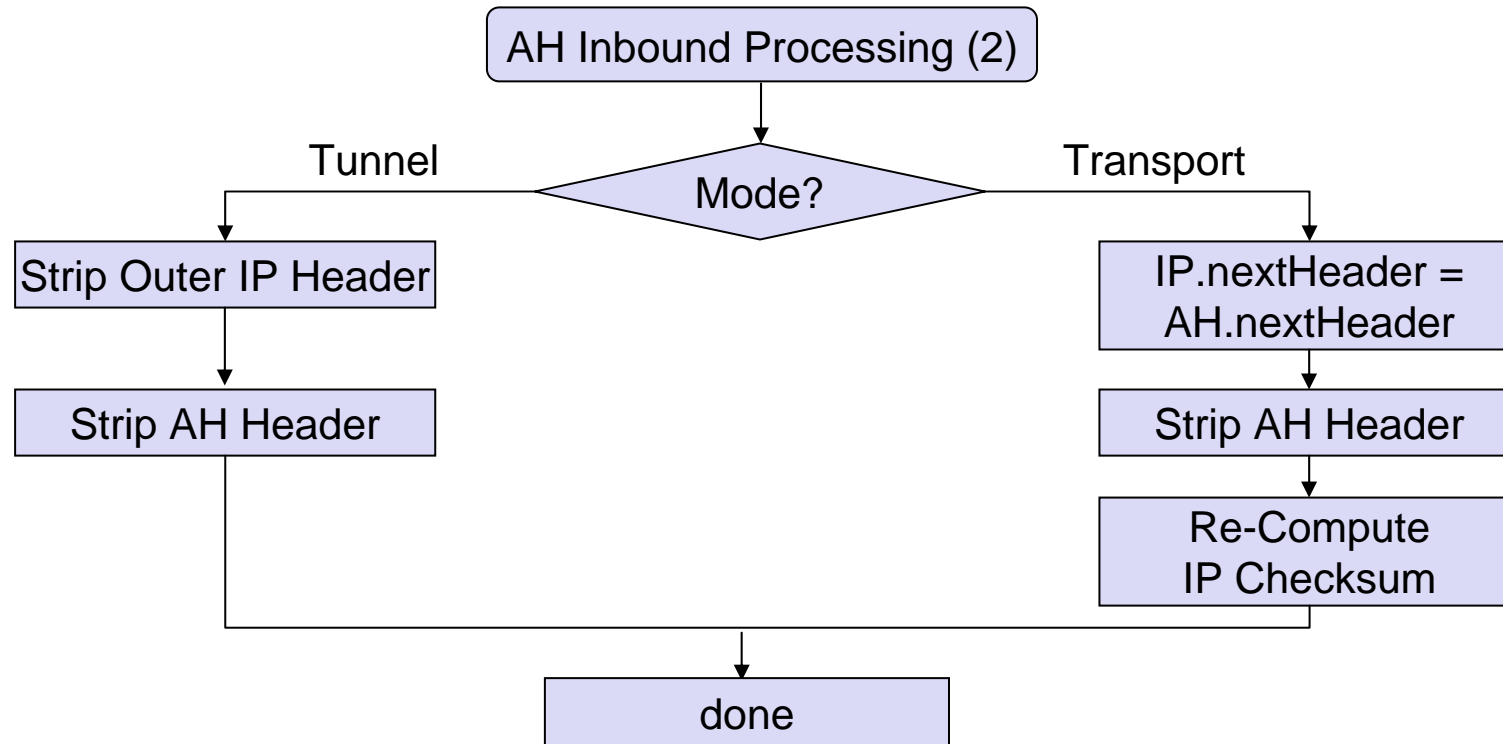 AH Inbound Processing (2)
Tunnel
Mode?
Transport
Strip Outer IP Header
IP.nextHeader =
AH.nextHeader
Strip AH Header
Strip AH Header
Re-Compute
IP Checksum
done